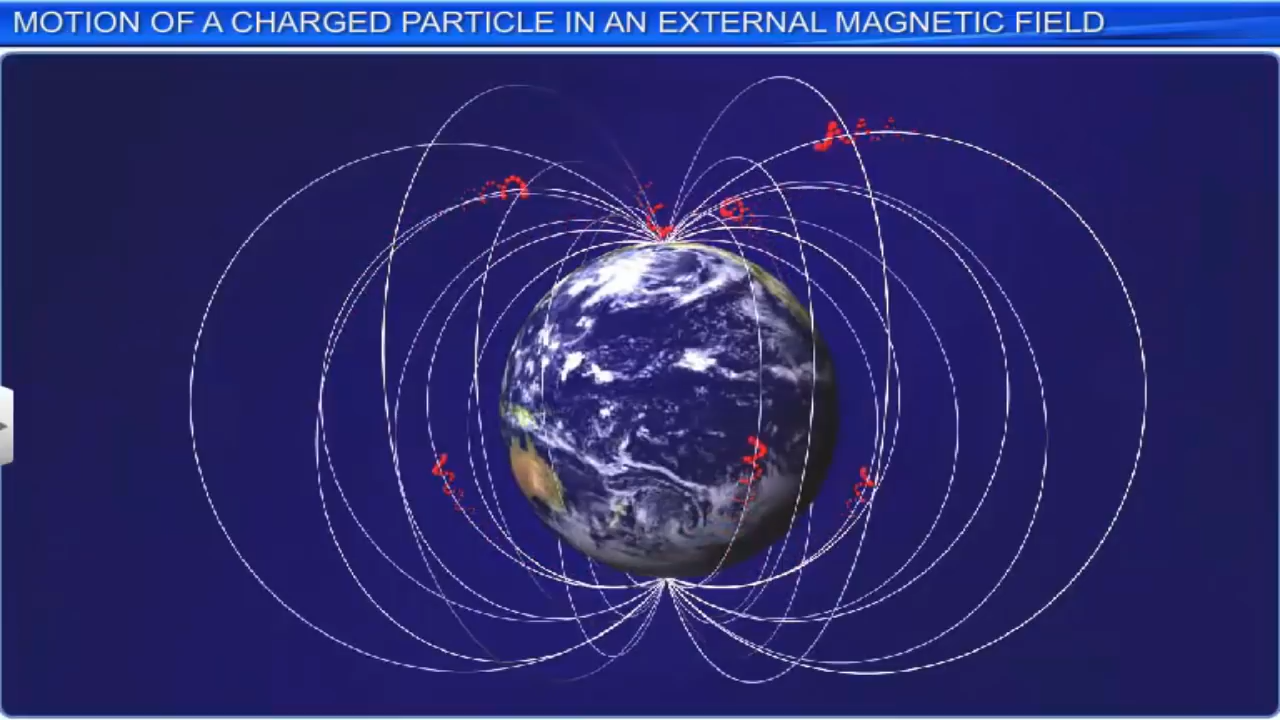 MOTION OF A CHARGED PARTICLE IN AN EXTERNAL MAGNETIC FIELD